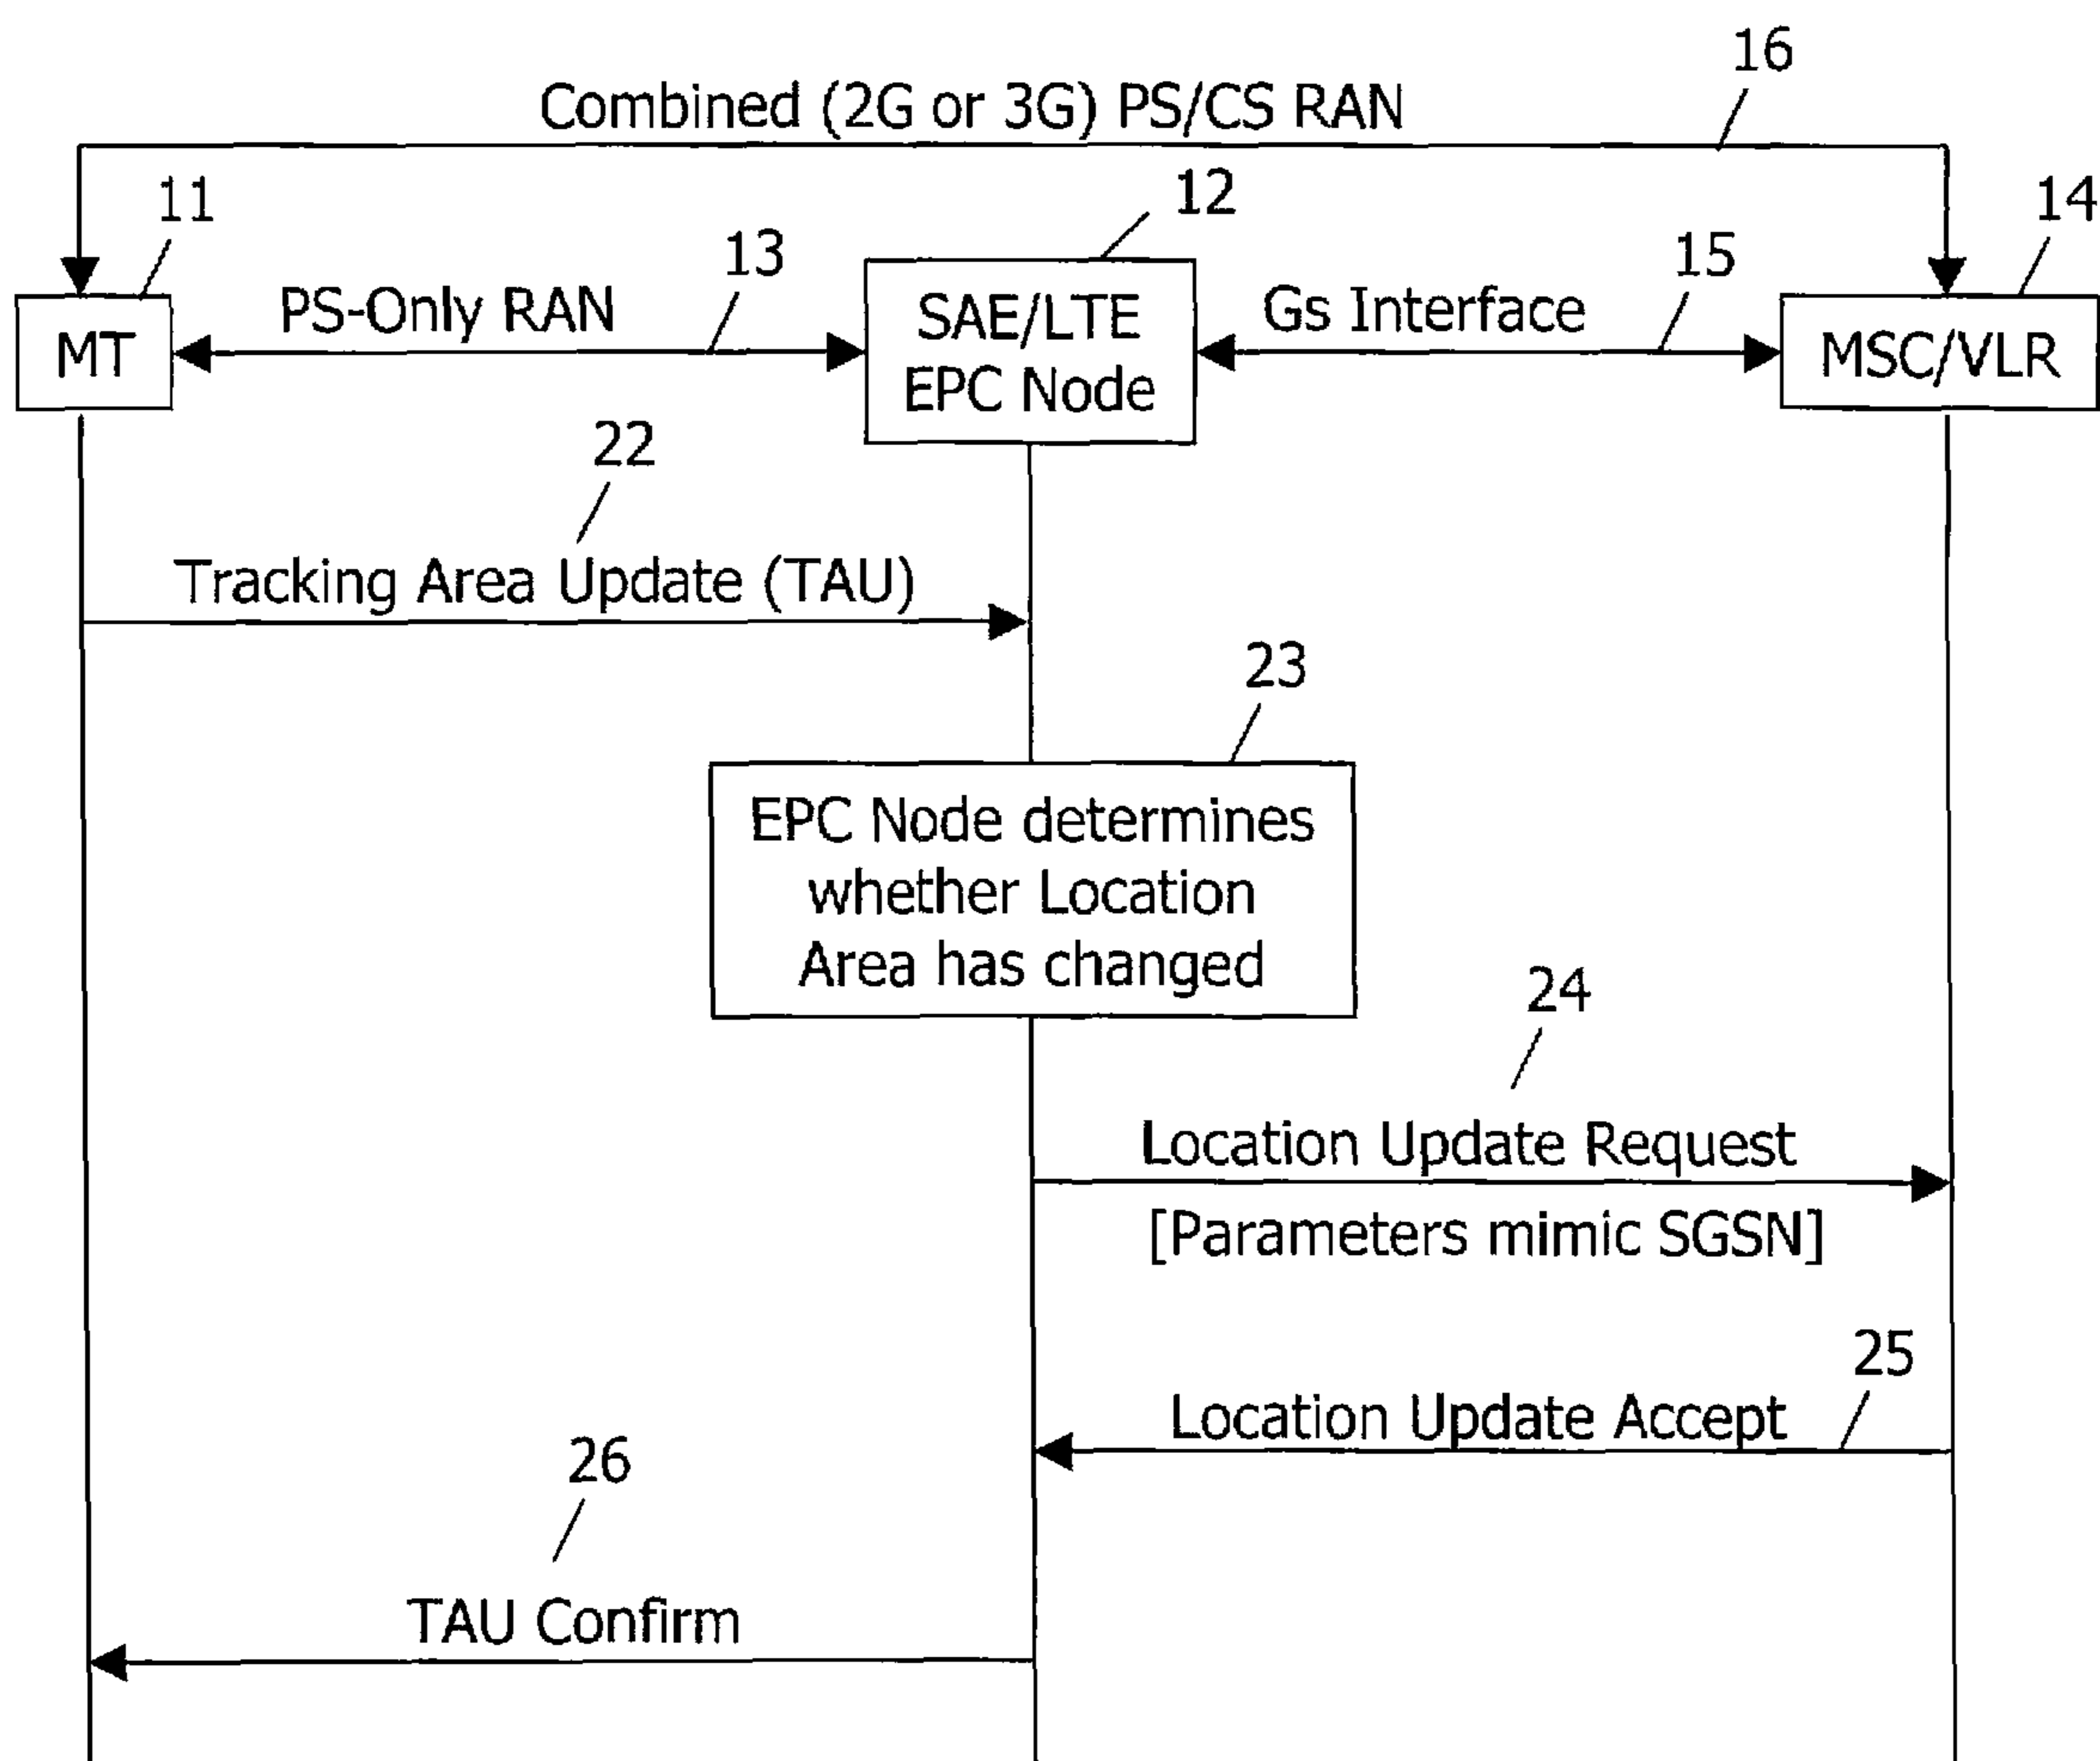 16
Combined (2G or 3G) PS/CS RAN
11
12
14
13
15
PS-Only RAN
Gs Interface
MT
SAE/LTE
EPC Node
MSC/VLR
22
Tracking Area Update (TAU)
23
EPC Node determines
whether Location
Area has changed
24
Location Update Request
[Parameters mimic SGSN]
25
Location Update Accept
26
TAU Confirm